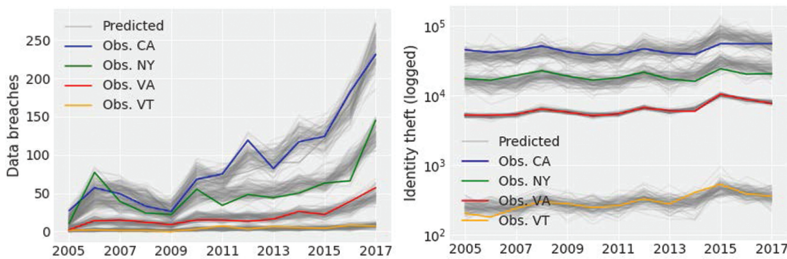 Data breaches
250
200
150
100
50
0
2005 2007 2009 2011 2013 2015 2017
Predicted
Obs. CA
Obs. NY
Obs. VA
Obs. VT
Identity theft (logged)
10⁵
10⁴
10³
10²
2005 2007 2009 2011 2013 2015 2017
Predicted
Obs. CA
Obs. NY
Obs. VA
Obs. VT